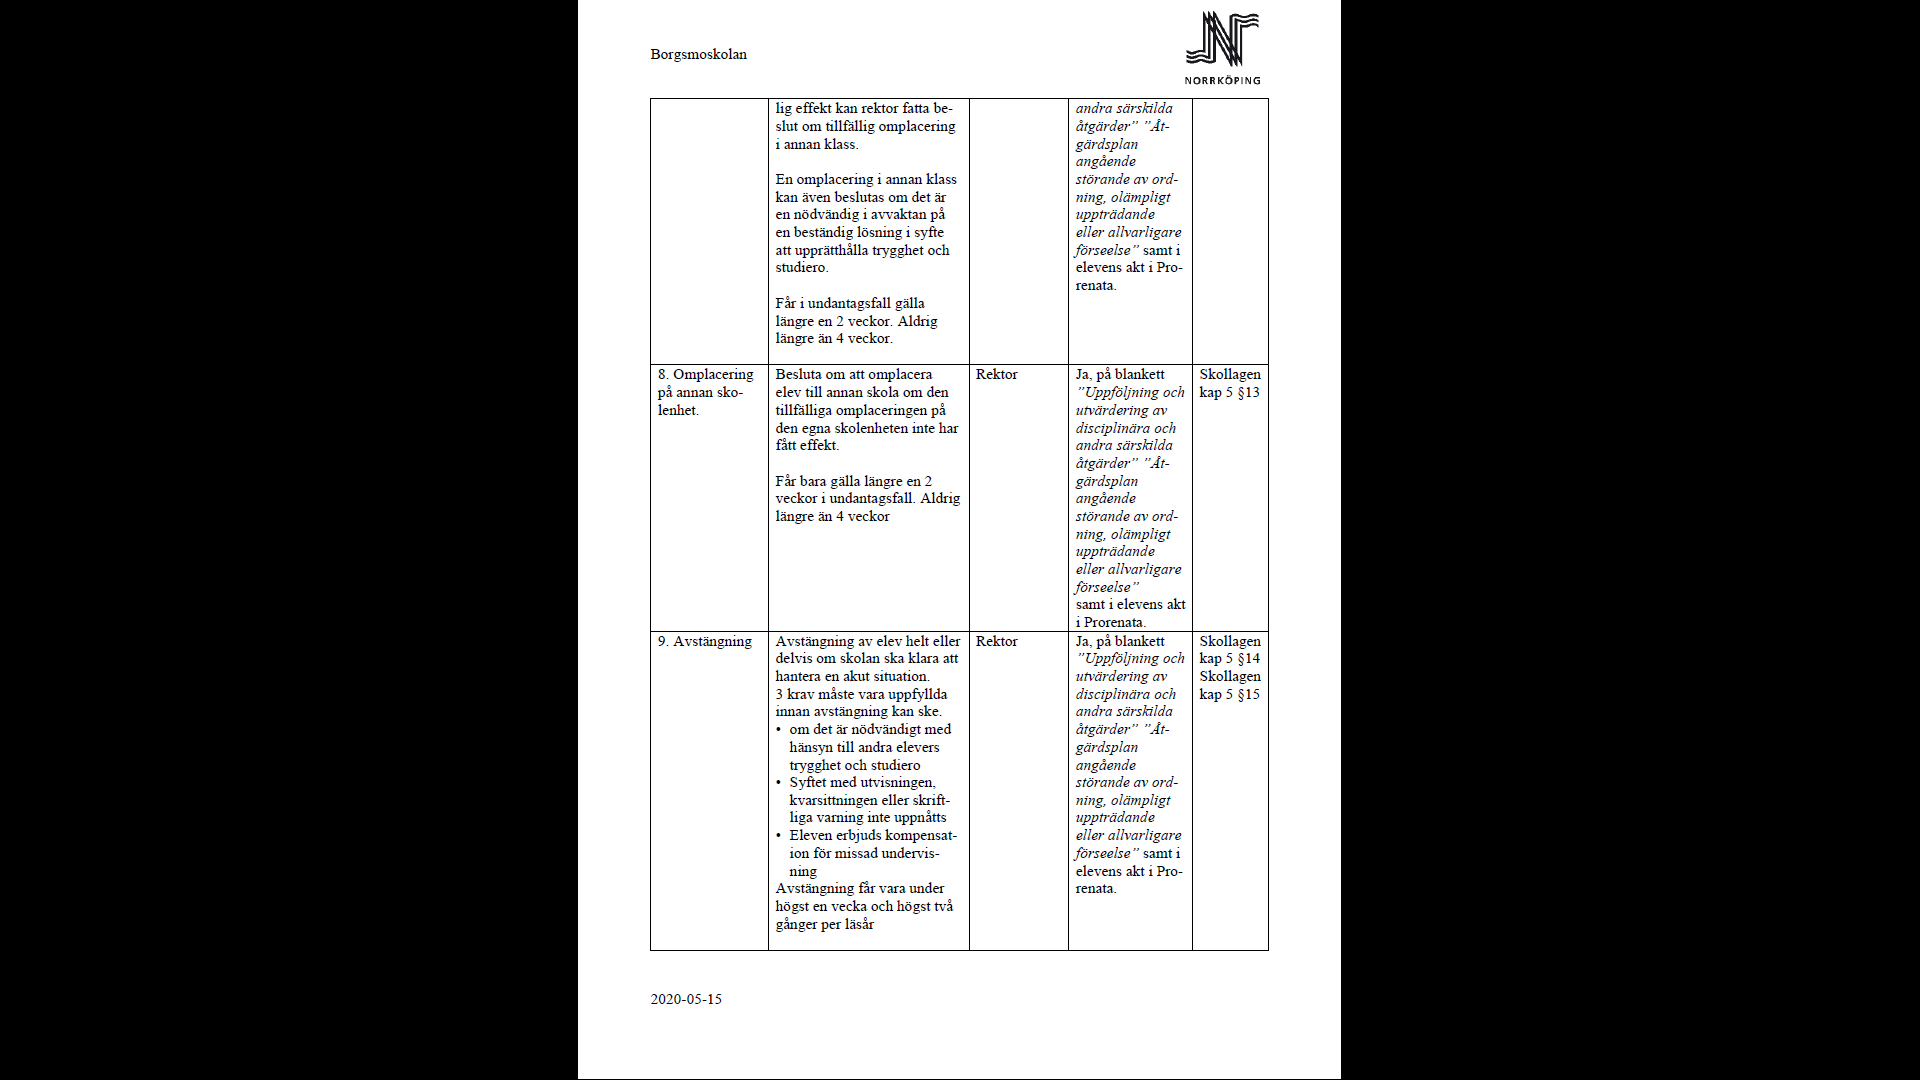 Borgsmoskolan
NORRKÖPING
lig effekt kan rektor fatta be-
slut om tillfällig omplacering
i annan klass.
En omplacering i annan klass
kan även beslutas om det är
en nödvändig i avvaktan på
en beständig lösning i syfte
att upprätthålla trygghet och
studiero.
Får i undantagsfall gälla
längre en 2 veckor. Aldrig
längre än 4 veckor.
andra särskilda
åtgärder” ”Åt-
gärdsplan
angående
störande av ord-
ning, olämpligt
uppträdande
eller allvarligare
förseelse” samt i
elevens akt i Pro-
renata.
8. Omplacering
på annan sko-
lenhet.
Besluta om att omplacera
elev till annan skola om den
tillfälliga omplaceringen på
den egna skolenheten inte har
fått effekt.
Får bara gälla längre en 2
veckor i undantagsfall. Aldrig
längre än 4 veckor
Rektor
Ja, på blankett
”Uppföljning och
utvärdering av
disciplinära och
andra särskilda
åtgärder” ”Åt-
gärdsplan
angående
störande av ord-
ning, olämpligt
uppträdande
eller allvarligare
förseelse”
samt i elevens akt
i Prorenata.
Skollagen
kap 5 §13
9. Avstängning
Avstängning av elev helt eller
delvis om skolan ska klara att
hantera en akut situation.
3 krav måste vara uppfyllda
innan avstängning kan ske.
• om det är nödvändigt med
hänsyn till andra elevers
trygghet och studiero
• Syftet med utvisningen,
kvarsittningen eller skrift-
liga varning inte uppnåtts
• Eleven erbjuds kompensat-
ion för missad undervis-
ning
Avstängning får vara under
högst en vecka och högst två
gånger per läsår
Rektor
Ja, på blankett
”Uppföljning och
utvärdering av
disciplinära och
andra särskilda
åtgärder” ”Åt-
gärdsplan
angående
störande av ord-
ning, olämpligt
uppträdande
eller allvarligare
förseelse” samt i
elevens akt i Pro-
renata.
Skollagen
kap 5 §14
Skollagen
kap 5 §15
2020-05-15